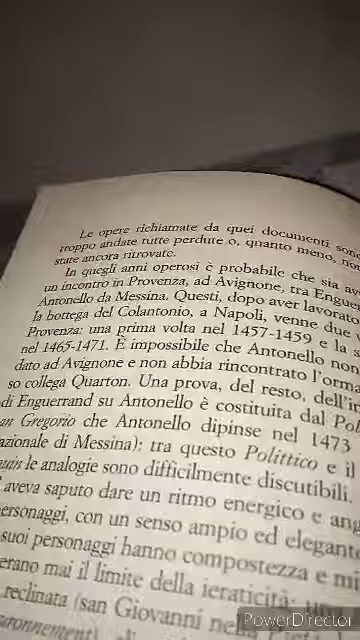 Le opere richiamate da quei documenti sono
troppo andate tutte perdute o, quanto meno, non
state ancora ritrovate.
In quegli anni operosi è probabile che sia av
un incontro in Provenza, ad Avignone, tra Engue
Antonello da Messina. Questi, dopo aver lavorato
la bottega del Colantonio, a Napoli, venne due v
Provenza: una prima volta nel 1457-1459 e la s
nel 1465-1471. È impossibile che Antonello non
dato ad Avignone e non abbia rincontrato l'orma
so collega Quarton. Una prova, del resto, dell'in
di Enguerrand su Antonello è costituita dal Pol
an Gregorio che Antonello dipinse nel 1473
azionale di Messina): tra questo Polittico e il
le analogie sono difficilmente discutibili.
aveva saputo dare un ritmo energico e ang
ersonaggi, con un senso ampio ed elegante
suoi personaggi hanno compostezza e mi
erano mai il limite della ieraticità:
reclinata (san Giovanni nella
PowerDirector